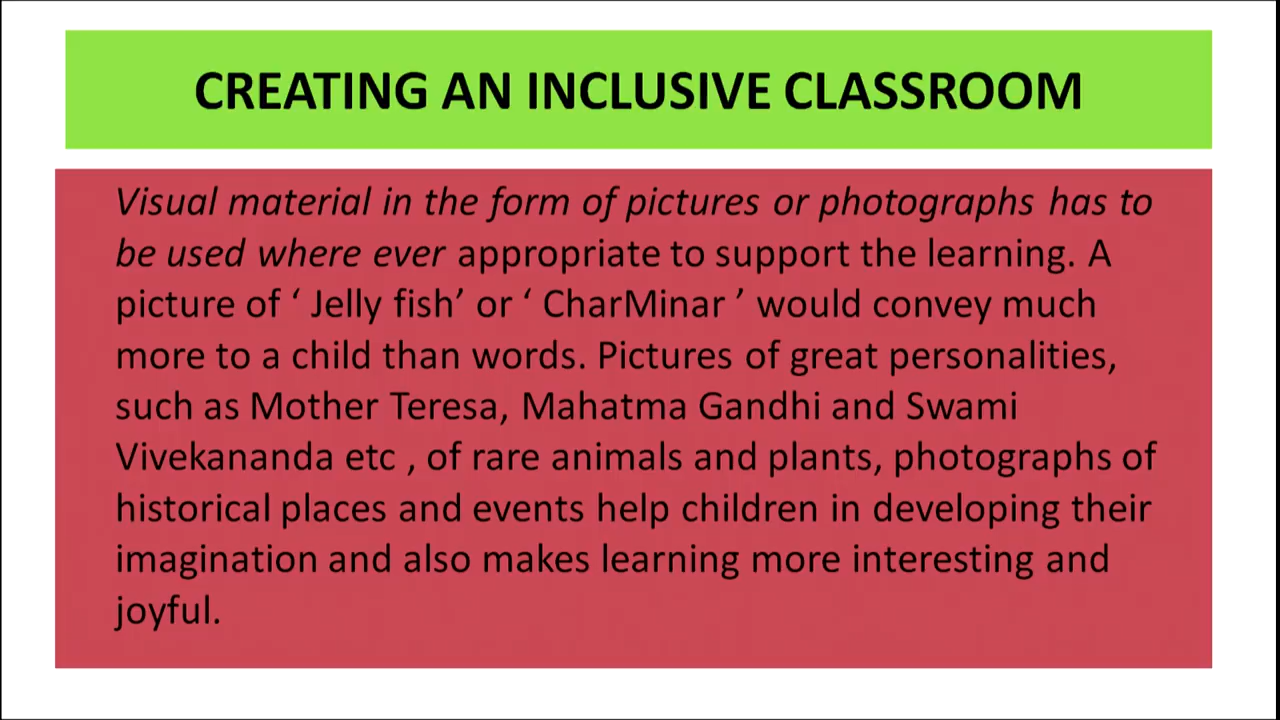 CREATING AN INCLUSIVE CLASSROOM
Visual material in the form of pictures or photographs has to
be used where ever appropriate to support the learning. A
picture of ‘ Jelly fish’ or ‘ CharMinar ’ would convey much
more to a child than words. Pictures of great personalities,
such as Mother Teresa, Mahatma Gandhi and Swami
Vivekananda etc , of rare animals and plants, photographs of
historical places and events help children in developing their
imagination and also makes learning more interesting and
joyful.